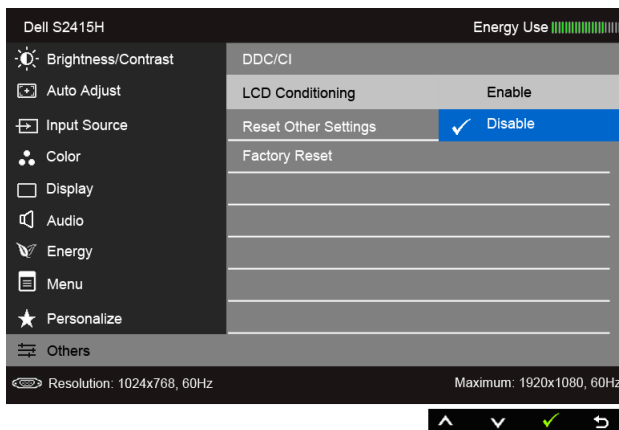 Dell S2415H Energy Use
Brightness/Contrast DDC/CI
Auto Adjust LCD Conditioning Enable
Input Source Reset Other Settings Disable
Color Factory Reset
Display
Audio
Energy
Menu
Personalize
Others
Resolution: 1024x768, 60Hz Maximum: 1920x1080, 60Hz